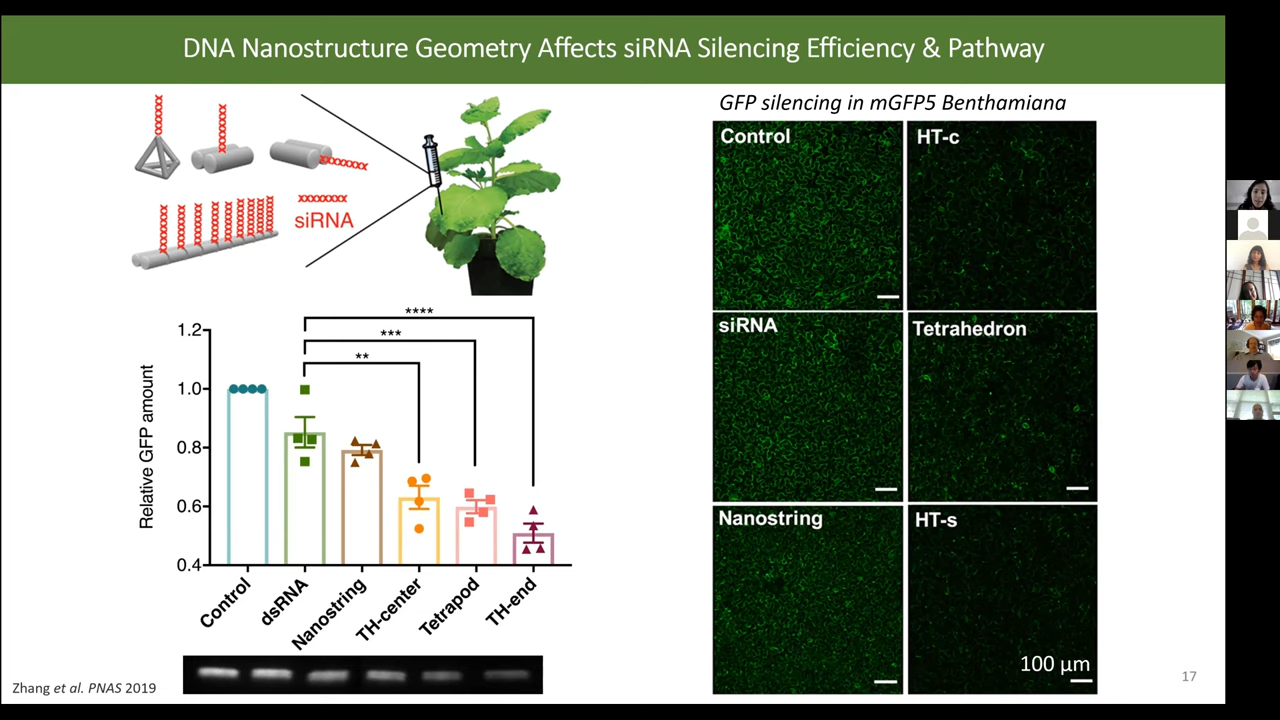 DNA Nanostructure Geometry Affects siRNA Silencing Efficiency & Pathway
siRNA
GFP silencing in mGFP5 Benthamiana
Control
HT-c
siRNA
Tetrahedron
Nanostring
HT-s
100 µm
****
***
**
Relative GFP amount
1.2
1.0
0.8
0.6
0.4
Control
dsRNA
Nanostring
TH-center
Tetrapod
TH-end
Zhang et al. PNAS 2019
17